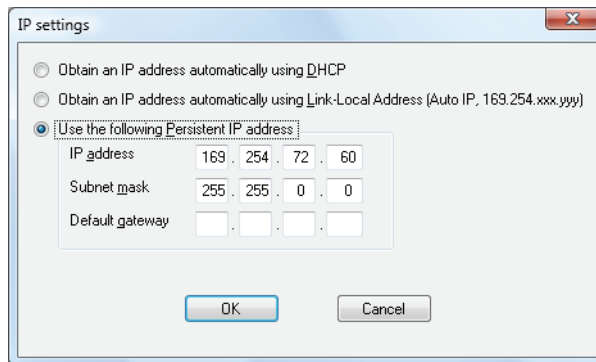 IP settings
Obtain an IP address automatically using DHCP
Obtain an IP address automatically using Link-Local Address (Auto IP, 169.254.xxx.yyy)
Use the following Persistent IP address
IP address 169 . 254 . 72 . 60
Subnet mask 255 . 255 . 0 . 0
Default gateway . . .
OK Cancel